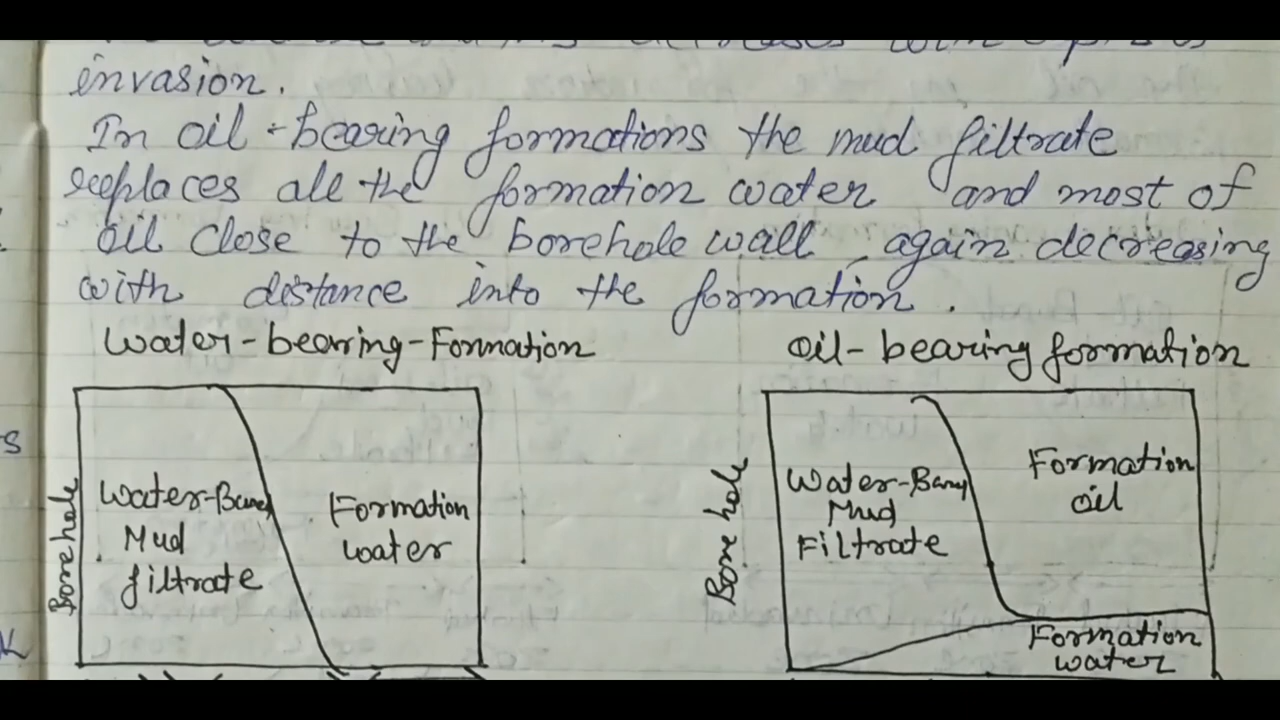 invasion.
In oil-bearing formations the mud filtrate
replaces all the formation water and most of
oil close to the borehole wall, again decreasing
with distance into the formation.
Water-bearing-Formation
Oil-bearing formation
Borehole
Water-Based
Mud
filtrate
Formation
water
Borehole
Water-Based
Mud
Filtrate
Formation
oil
Formation
water